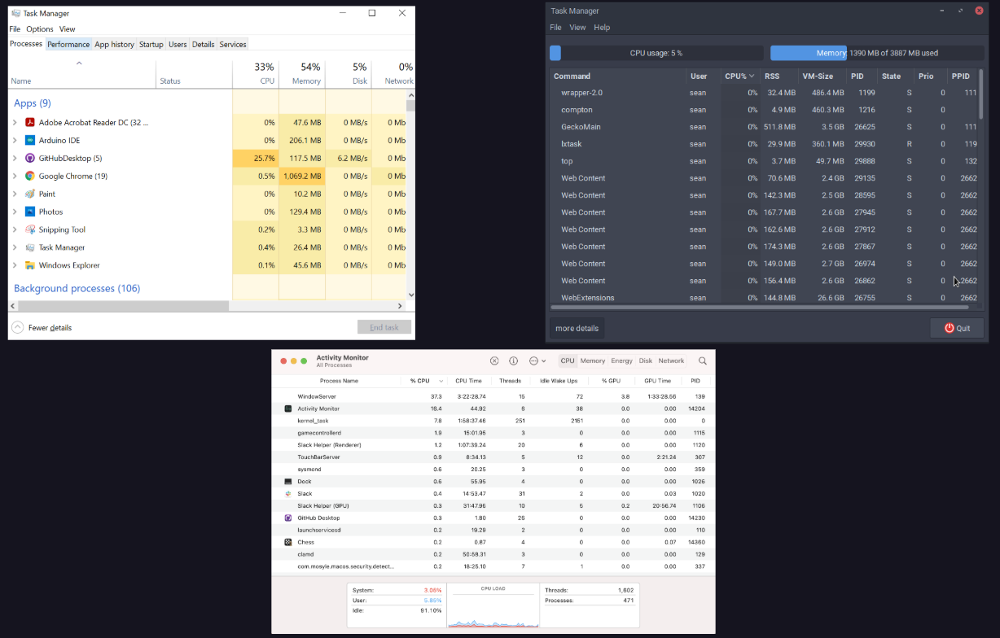 Task Manager
File Options View
Processes Performance App history Startup Users Details Services
33% 54% 5% 0%
Name Status CPU Memory Disk Network
Apps (9)
Adobe Acrobat Reader DC (32 ... 0% 47.6 MB 0 MB/s 0 Mb
Arduino IDE 0% 206.1 MB 0 MB/s 0 Mb
GitHubDesktop (5) 25.7% 117.5 MB 6.2 MB/s 0 Mb
Google Chrome (19) 0.5% 1,069.2 MB 0 MB/s 0 Mb
Paint 0% 10.2 MB 0 MB/s 0 Mb
Photos 0% 129.4 MB 0 MB/s 0 Mb
Snipping Tool 0.2% 3.3 MB 0 MB/s 0 Mb
Task Manager 0.4% 26.4 MB 0 MB/s 0 Mb
Windows Explorer 0.1% 45.6 MB 0 MB/s 0 Mb
Background processes (106)
Fewer details End task
Task Manager
File View Help
CPU usage: 5 % Memory: 1390 MB of 3887 MB used
Command User CPU% RSS VM-Size PID State Prio PPID
wrapper-2.0 sean 0% 32.4 MB 486.4 MB 1199 S 0 111
compton sean 0% 4.9 MB 460.3 MB 1216 S 0
GeckoMain sean 0% 511.8 MB 3.5 GB 26625 S 0 111
lxtask sean 0% 29.9 MB 360.1 MB 29930 R 0 119
top sean 0% 3.7 MB 49.7 MB 29888 S 0 132
Web Content sean 0% 70.6 MB 2.4 GB 29135 S 0 2662
Web Content sean 0% 142.3 MB 2.5 GB 28595 S 0 2662
Web Content sean 0% 167.7 MB 2.6 GB 27945 S 0 2662
Web Content sean 0% 162.6 MB 2.6 GB 27912 S 0 2662
Web Content sean 0% 174.3 MB 2.6 GB 27867 S 0 2662
Web Content sean 0% 149.0 MB 2.7 GB 26974 S 0 2662
Web Content sean 0% 156.4 MB 2.6 GB 26862 S 0 2662
WebExtensions sean 0% 144.8 MB 26.6 GB 26755 S 0 2662
more details Quit
Activity Monitor
All Processes
CPU Memory Energy Disk Network
Process Name % CPU CPU Time Threads Idle Wake Ups % GPU GPU Time PID
WindowServer 37.3 3:22:28.74 15 72 3.8 1:33:28.56 139
Activity Monitor 16.4 44.92 6 38 0.0 0.00 14204
kernel_task 7.8 1:58:37.46 251 2151 0.0 0.00 0
gamecontrollerd 1.9 15:01.95 3 0 0.0 0.00 1115
Slack Helper (Renderer) 1.2 1:07:39.24 20 6 0.0 0.00 1120
TouchBarServer 0.9 8:34.13 5 12 0.0 2:21.24 307
sysmond 0.6 20.25 3 0 0.0 0.00 359
Dock 0.6 55.95 4 0 0.0 0.00 1026
Slack 0.4 14:53.47 31 2 0.0 0.03 1020
Slack Helper (GPU) 0.3 31:47.96 10 5 0.2 20:56.74 1106
GitHub Desktop 0.3 1.80 26 0 0.0 0.00 14230
launchservicesd 0.2 19.29 2 0 0.0 0.00 110
Chess 0.2 0.87 4 0 0.0 0.07 14360
clamd 0.2 50:58.31 3 0 0.0 0.00 129
com.mosyle.macos.security.detect... 0.2 18:25.10 7 1 0.0 0.00 337
System: 3.05% CPU LOAD Threads: 1,602
User: 5.85% Processes: 471
Idle: 91.10%